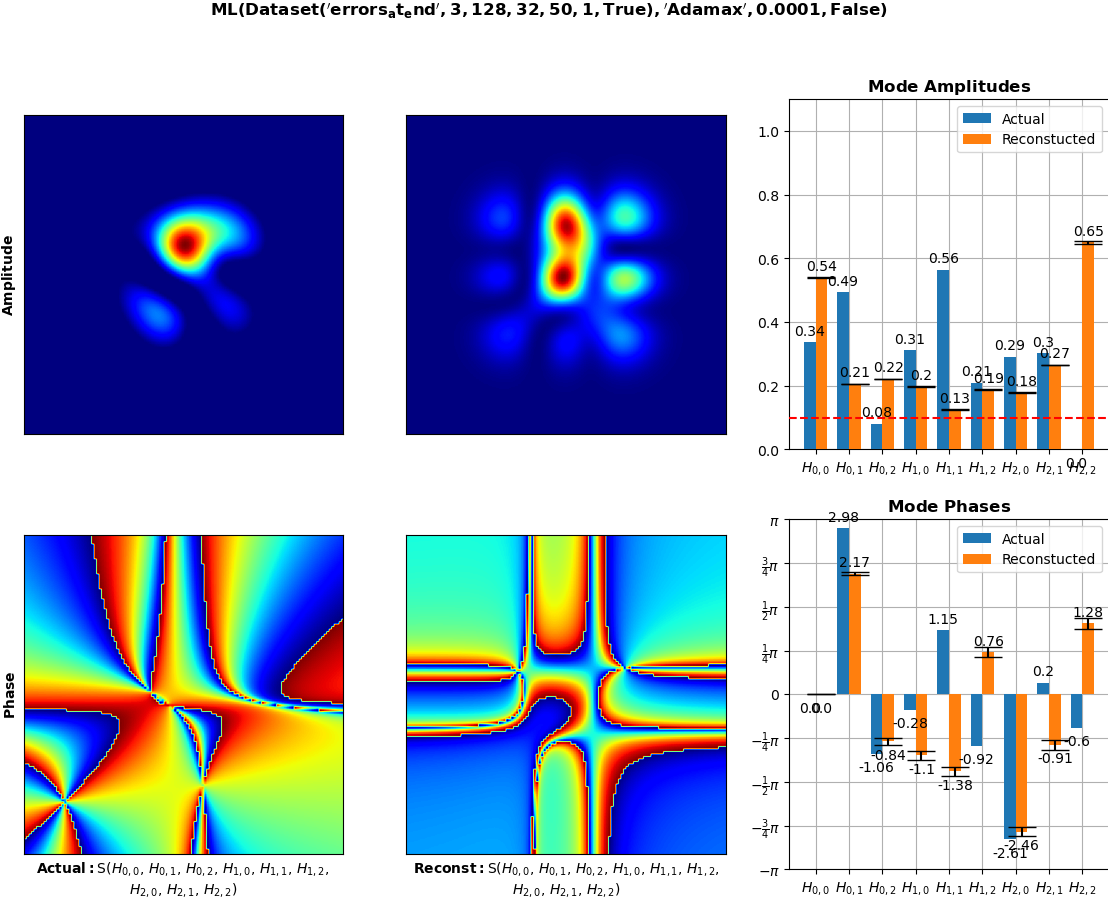 ML(Dataset('errors_at_end', 3, 128, 32, 50, 1, True), 'Adamax', 0.0001, False)
Mode Amplitudes
Amplitude
Actual
Reconstucted
1.0
0.8
0.6
0.4
0.2
0.0
0.34
0.54
0.49
0.21
0.08
0.22
0.31
0.2
0.56
0.13
0.21
0.19
0.29
0.18
0.3
0.27
0.0
0.65
H0,0 H0,1 H0,2 H1,0 H1,1 H1,2 H2,0 H2,1 H2,2
Mode Phases
Phase
Actual
Reconstucted
π
3/4π
1/2π
1/4π
0
−1/4π
−1/2π
−3/4π
−π
0.0
0.0
2.98
2.17
-1.06
-0.84
-0.28
-1.1
1.15
-1.38
-0.92
0.76
-2.61
-2.46
0.2
-0.91
-0.6
1.28
H0,0 H0,1 H0,2 H1,0 H1,1 H1,2 H2,0 H2,1 H2,2
Actual: S(H0,0, H0,1, H0,2, H1,0, H1,1, H1,2,
H2,0, H2,1, H2,2)
Reconst: S(H0,0, H0,1, H0,2, H1,0, H1,1, H1,2,
H2,0, H2,1, H2,2)